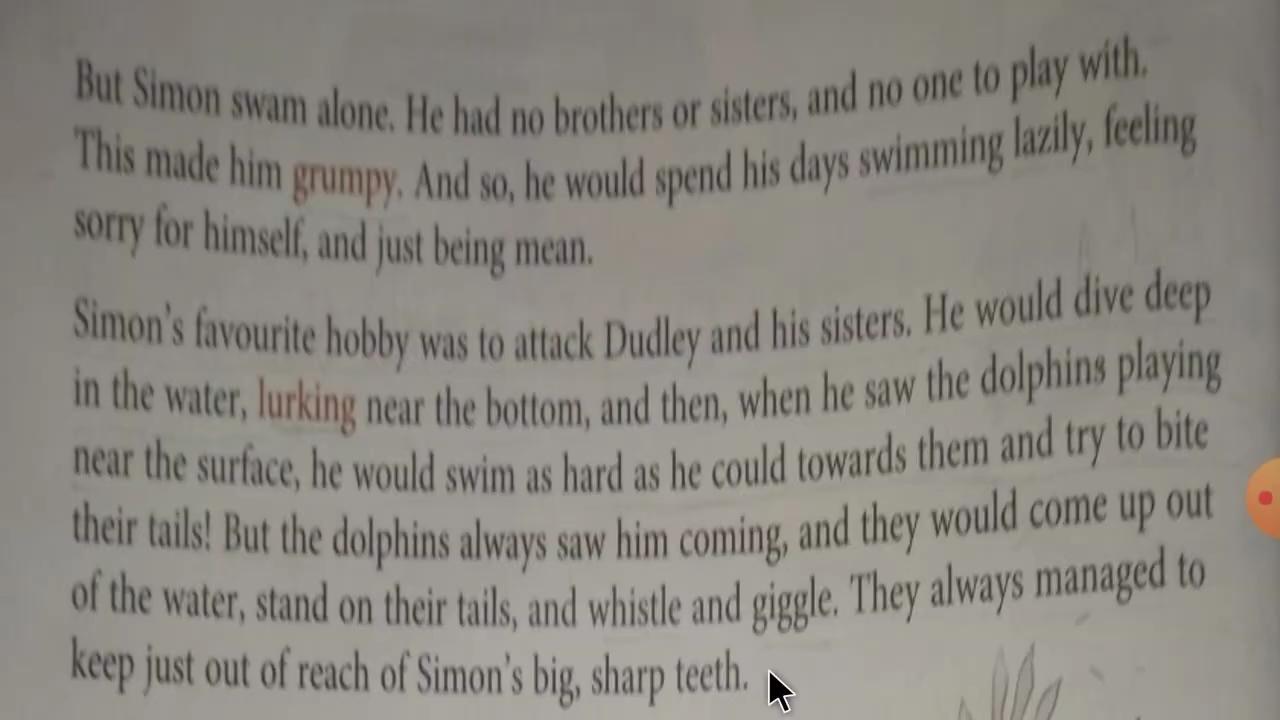 But Simon swam alone. He had no brothers or sisters, and no one to play with.
This made him grumpy. And so, he would spend his days swimming lazily, feeling
sorry for himself, and just being mean.
Simon's favourite hobby was to attack Dudley and his sisters. He would dive deep
in the water, lurking near the bottom, and then, when he saw the dolphins playing
near the surface, he would swim as hard as he could towards them and try to bite
their tails! But the dolphins always saw him coming, and they would come up out
of the water, stand on their tails, and whistle and giggle. They always managed to
keep just out of reach of Simon's big, sharp teeth.